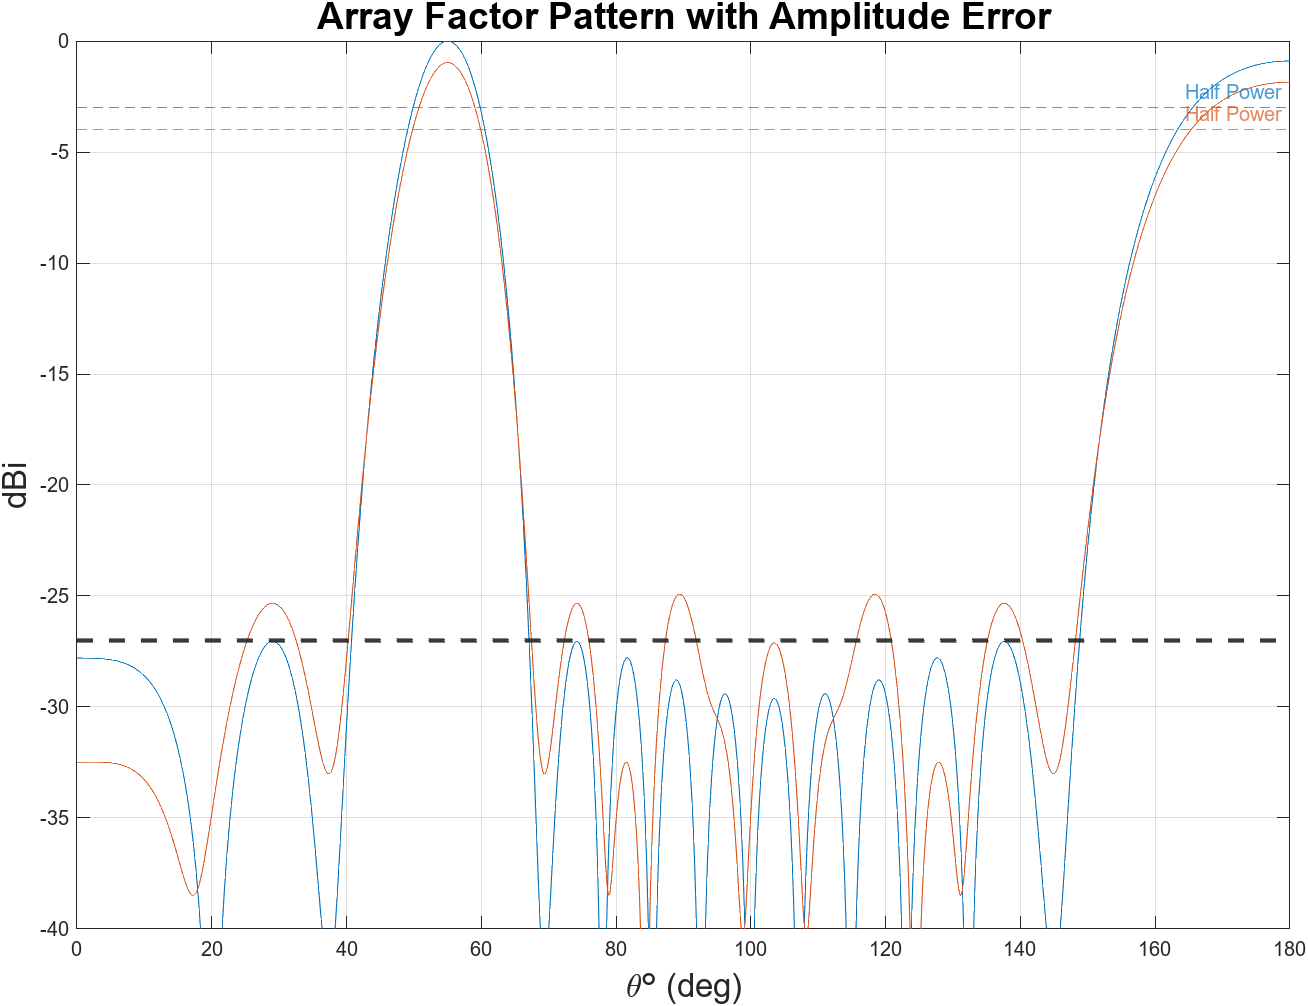 Array Factor Pattern with Amplitude Error
0
-5
-10
-15
-20
-25
-30
-35
-40
dBi
Half Power
Half Power
0 20 40 60 80 100 120 140 160 180
θ° (deg)